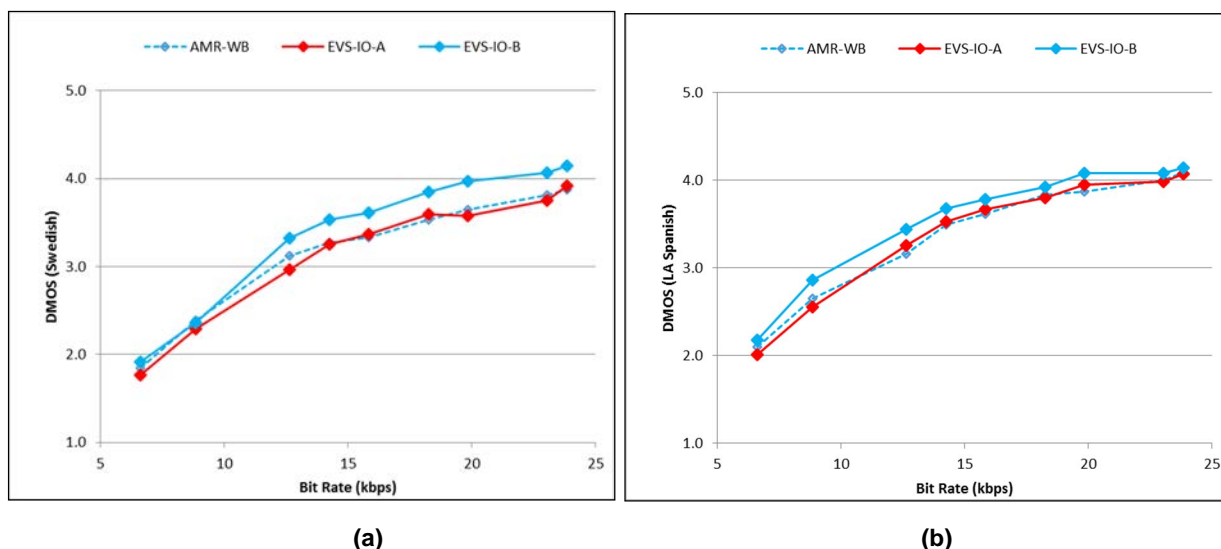 AMR-WB EVS-IO-A EVS-IO-B
5.0
4.0
3.0
2.0
1.0
DMOS (Swedish)
5 10 15 20 25
Bit Rate (kbps)
(a)
AMR-WB EVS-IO-A EVS-IO-B
5.0
4.0
3.0
2.0
1.0
DMOS (LA Spanish)
5 10 15 20 25
Bit Rate (kbps)
(b)